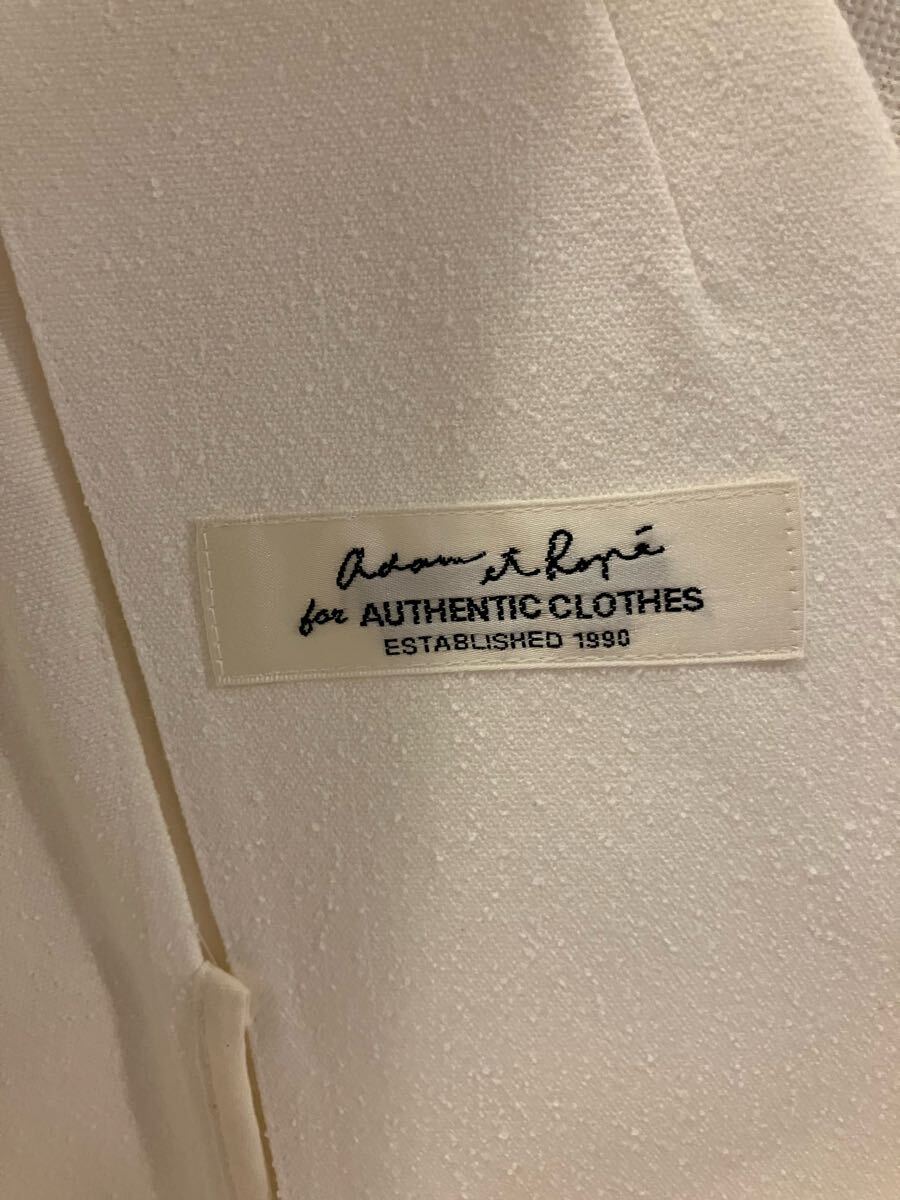 Adam et Ropé
for AUTHENTIC CLOTHES
ESTABLISHED 1990